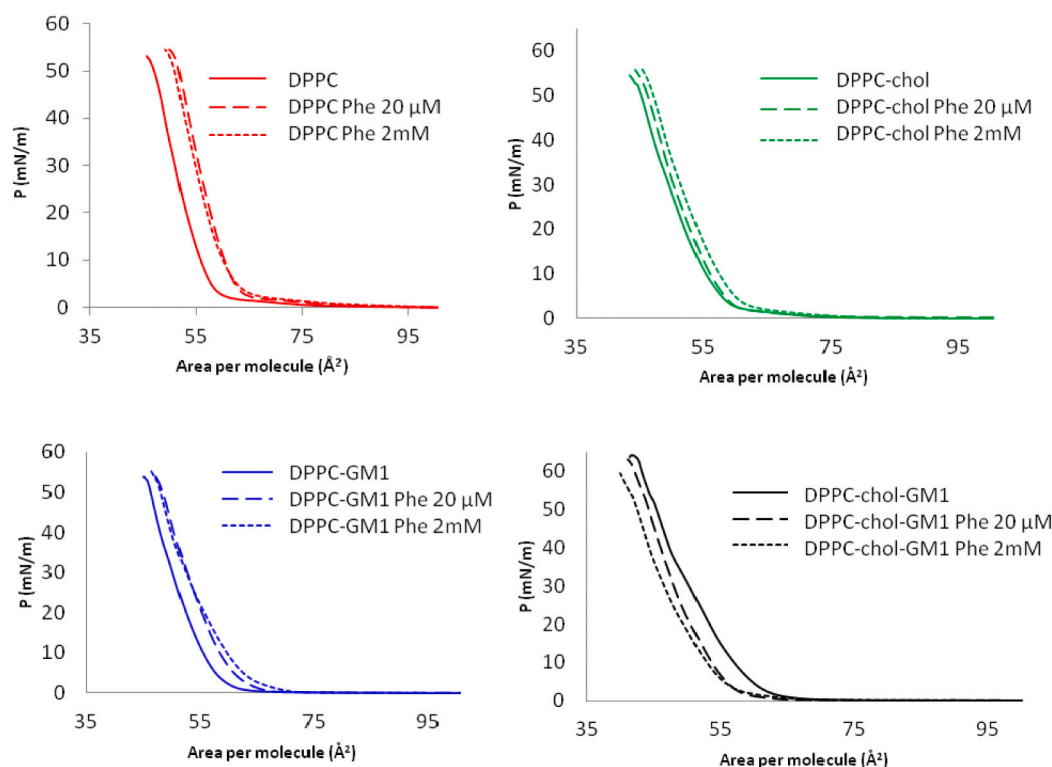 60
50
40
30
20
10
0
P (mN/m)
DPPC
DPPC Phe 20 μM
DPPC Phe 2mM
35 55 75 95
Area per molecule (Å²)
60
50
40
30
20
10
0
P (mN/m)
DPPC-chol
DPPC-chol Phe 20 μM
DPPC-chol Phe 2mM
35 55 75 95
Area per molecule (Å²)
60
50
40
30
20
10
0
P (mN/m)
DPPC-GM1
DPPC-GM1 Phe 20 μM
DPPC-GM1 Phe 2mM
35 55 75 95
Area per molecule (Å²)
60
50
40
30
20
10
0
P (mN/m)
DPPC-chol-GM1
DPPC-chol-GM1 Phe 20 μM
DPPC-chol-GM1 Phe 2mM
35 55 75 95
Area per molecule (Å²)